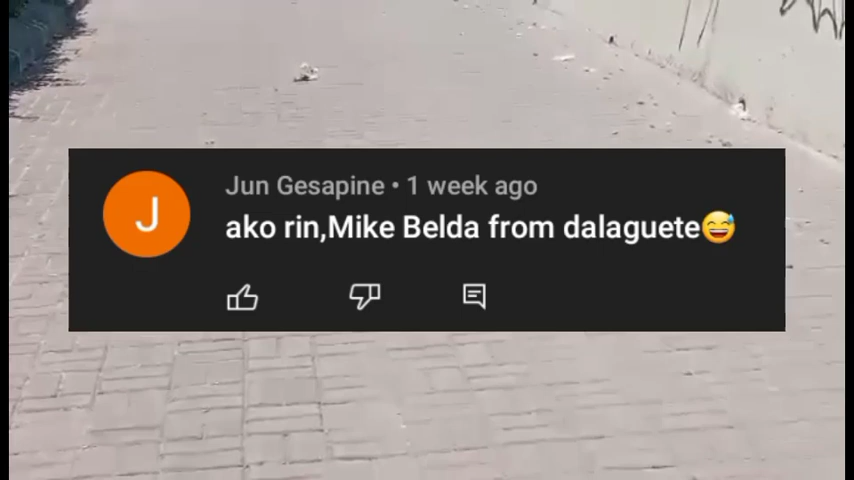 J
Jun Gesapine • 1 week ago
ako rin,Mike Belda from dalaguete😅